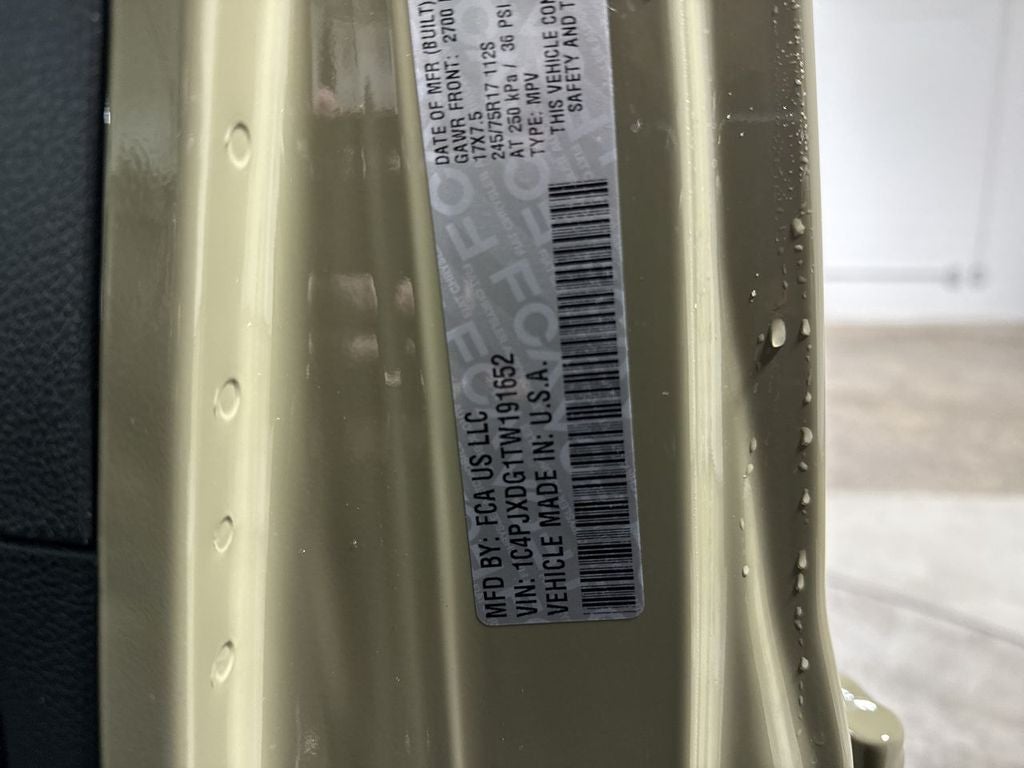 MFD BY: FCA US LLC
DATE OF MFR (BUILT)
GAWR FRONT: 2700
17X7.5
245/75R17 112S
AT 250 kPa / 36 PSI
TYPE: MPV
THIS VEHICLE CON
SAFETY AND T
VIN: 1C4PJXDG1TW191652
VEHICLE MADE IN: U.S.A.